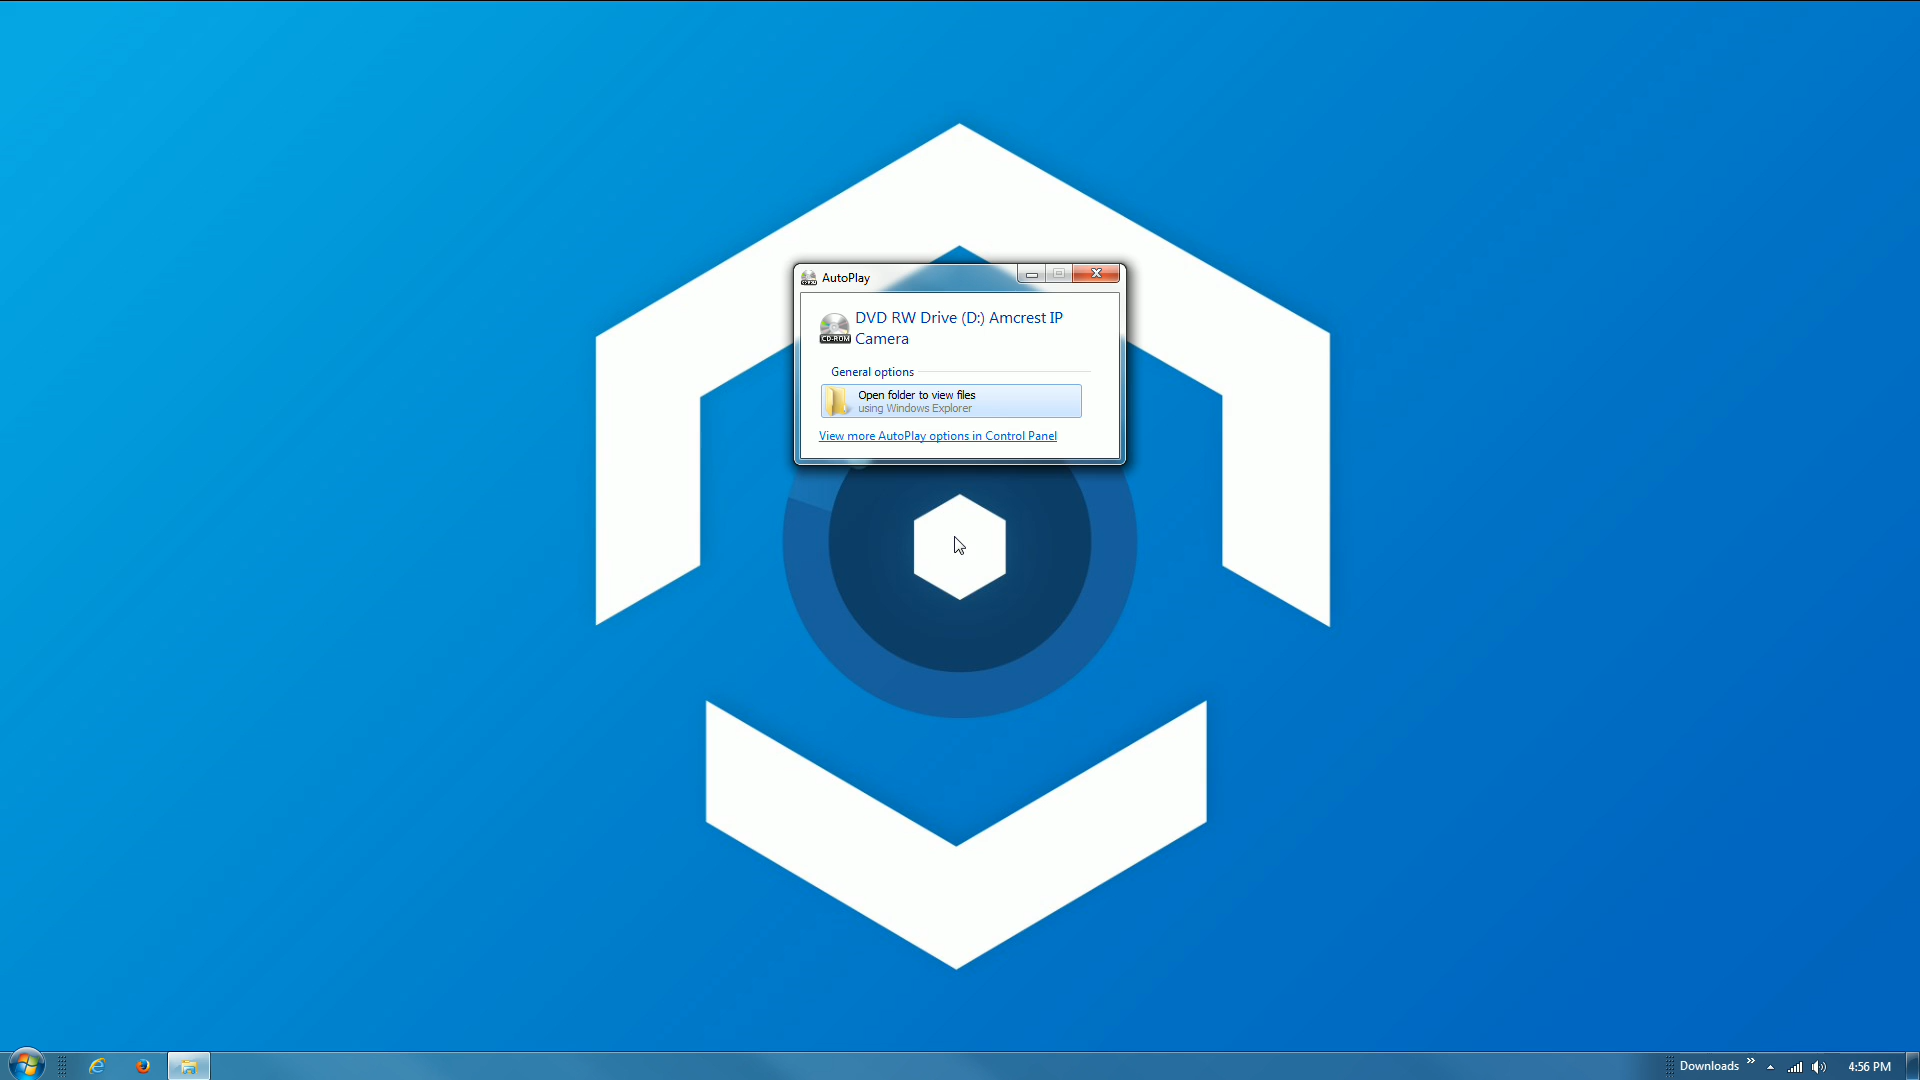 AutoPlay
DVD RW Drive (D:) Amcrest IP
Camera
CD-ROM
General options
Open folder to view files
using Windows Explorer
View more AutoPlay options in Control Panel
Downloads
4:56 PM